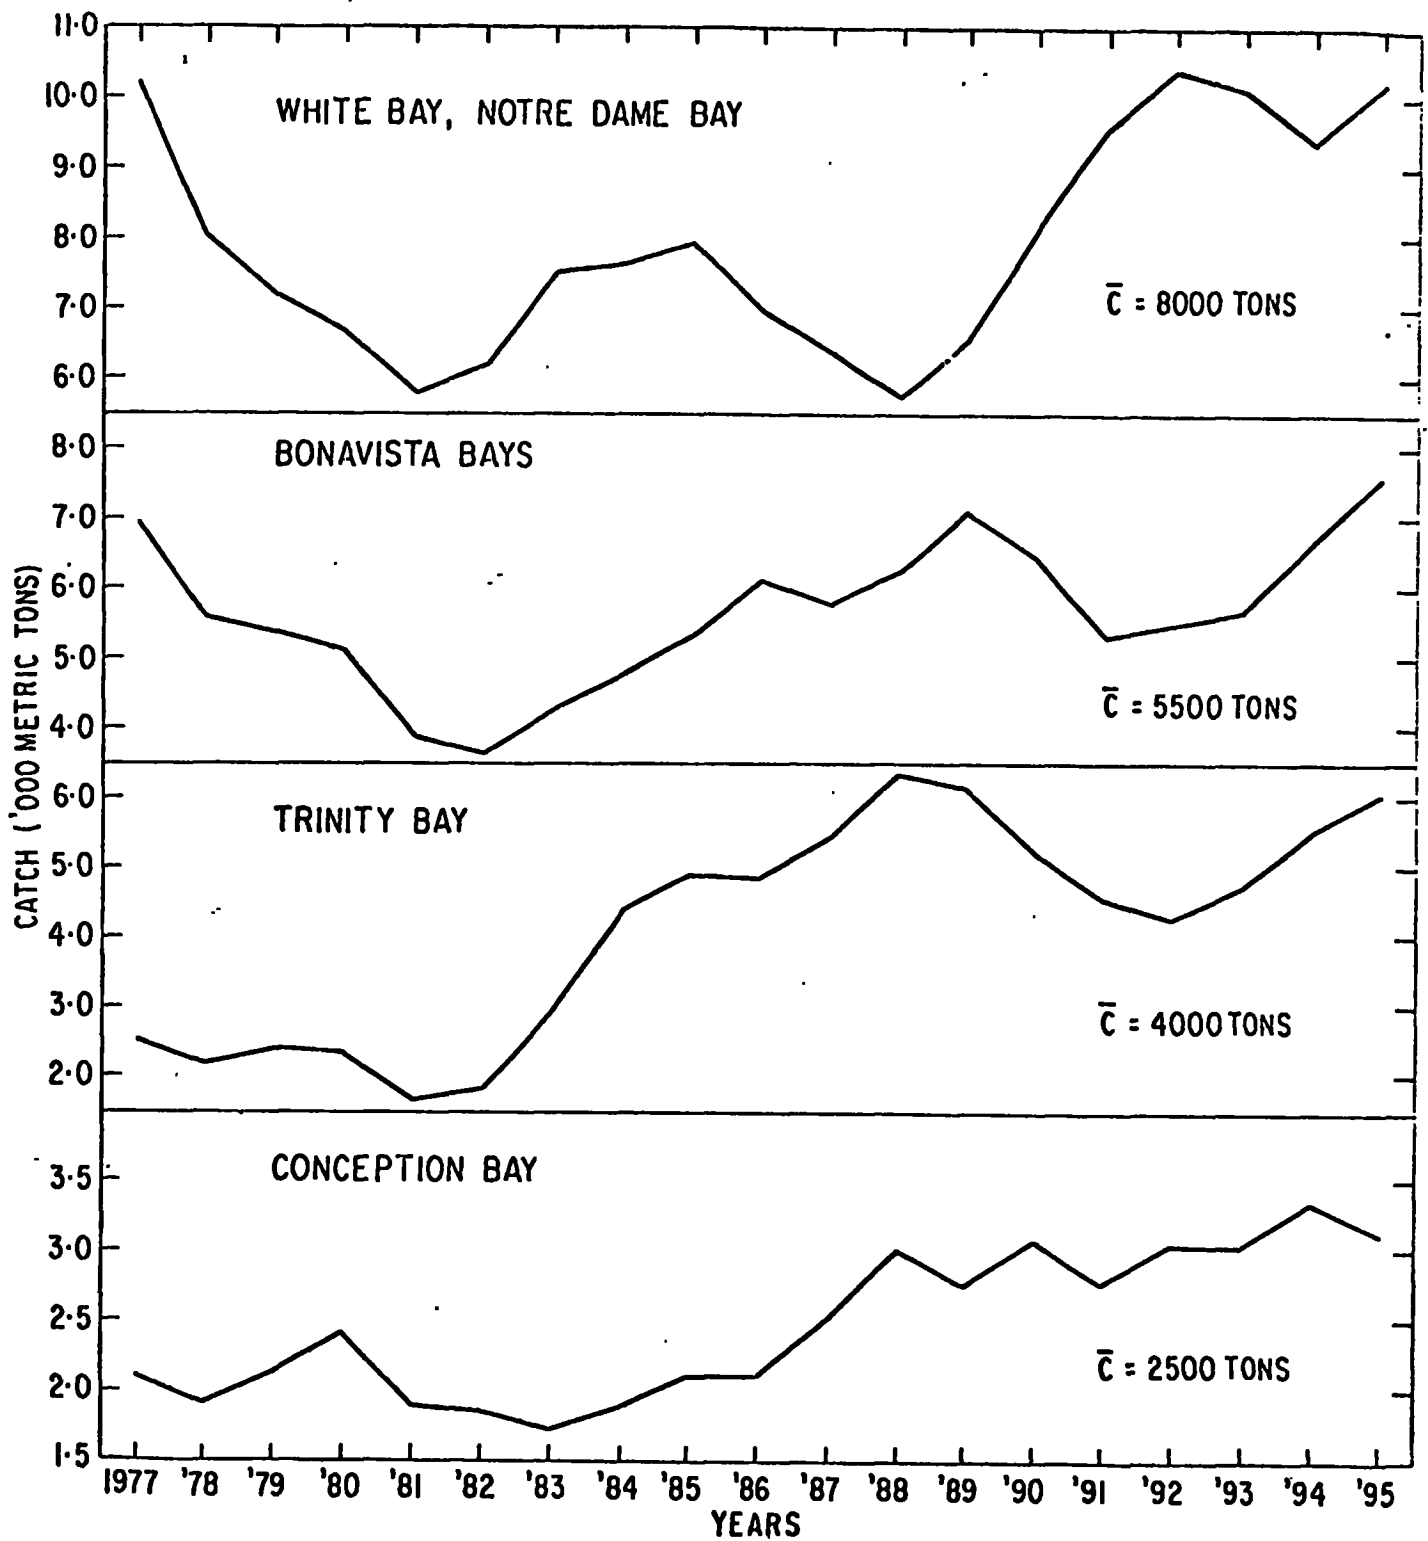 CATCH ('000 METRIC TONS)
11·0
10·0
9·0
8·0
7·0
6·0
WHITE BAY, NOTRE DAME BAY
C̄ = 8000 TONS
8·0
7·0
6·0
5·0
4·0
BONAVISTA BAYS
C̄ = 5500 TONS
6·0
5·0
4·0
3·0
2·0
TRINITY BAY
C̄ = 4000 TONS
3·5
3·0
2·5
2·0
1·5
CONCEPTION BAY
C̄ = 2500 TONS
1977 '78 '79 '80 '81 '82 '83 '84 '85 '86 '87 '88 '89 '90 '91 '92 '93 '94 '95
YEARS